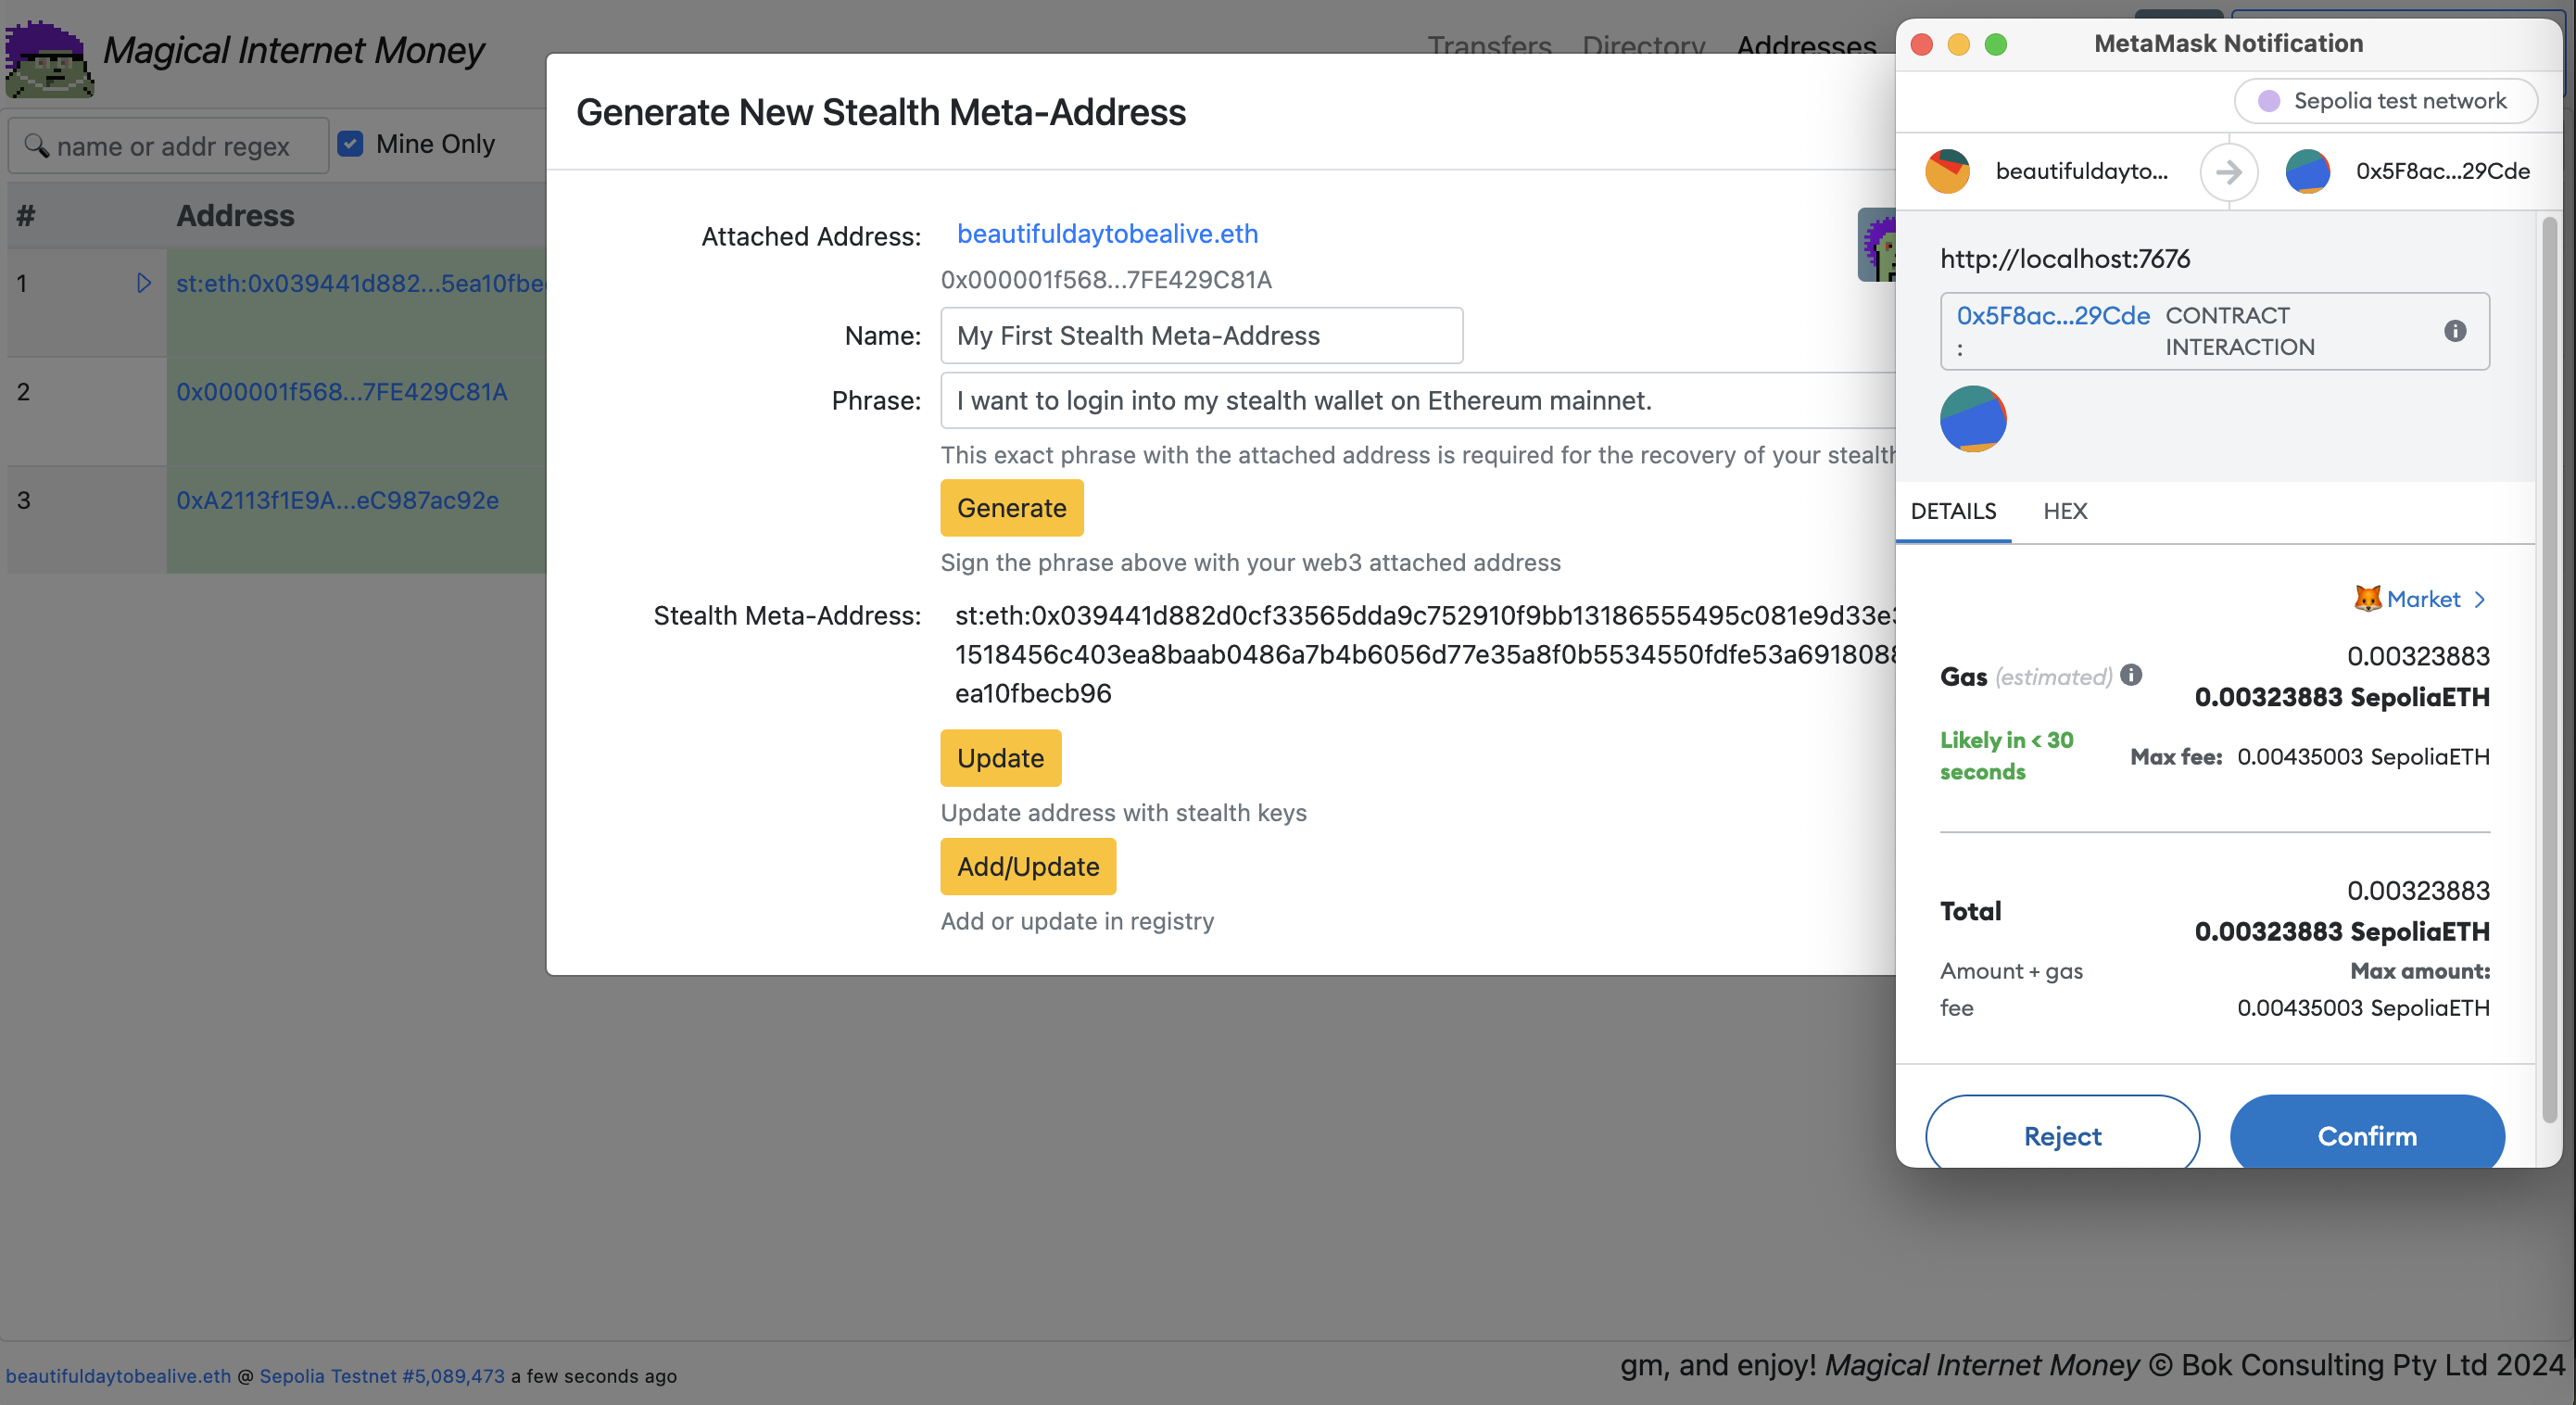 Magical Internet Money
Transfers Directory Addresses
name or addr regex Mine Only
# Address
1 st:eth:0x039441d882...5ea10fbe
2 0x000001f568...7FE429C81A
3 0xA2113f1E9A...eC987ac92e
Generate New Stealth Meta-Address
Attached Address: beautifuldaytobealive.eth
0x000001f568...7FE429C81A
Name: My First Stealth Meta-Address
Phrase: I want to login into my stealth wallet on Ethereum mainnet.
This exact phrase with the attached address is required for the recovery of your stealth
Generate
Sign the phrase above with your web3 attached address
Stealth Meta-Address: st:eth:0x039441d882d0cf33565dda9c752910f9bb13186555495c081e9d33e
1518456c403ea8baab0486a7b4b6056d77e35a8f0b5534550fdfe53a691808
ea10fbecb96
Update
Update address with stealth keys
Add/Update
Add or update in registry
MetaMask Notification
Sepolia test network
beautifuldayto... 0x5F8ac...29Cde
http://localhost:7676
0x5F8ac...29Cde CONTRACT
: INTERACTION
DETAILS HEX
Market >
0.00323883
Gas (estimated) 0.00323883 SepoliaETH
Likely in < 30
seconds Max fee: 0.00435003 SepoliaETH
0.00323883
Total 0.00323883 SepoliaETH
Amount + gas Max amount:
fee 0.00435003 SepoliaETH
Reject Confirm
beautifuldaytobealive.eth @ Sepolia Testnet #5,089,473 a few seconds ago
gm, and enjoy! Magical Internet Money © Bok Consulting Pty Ltd 2024